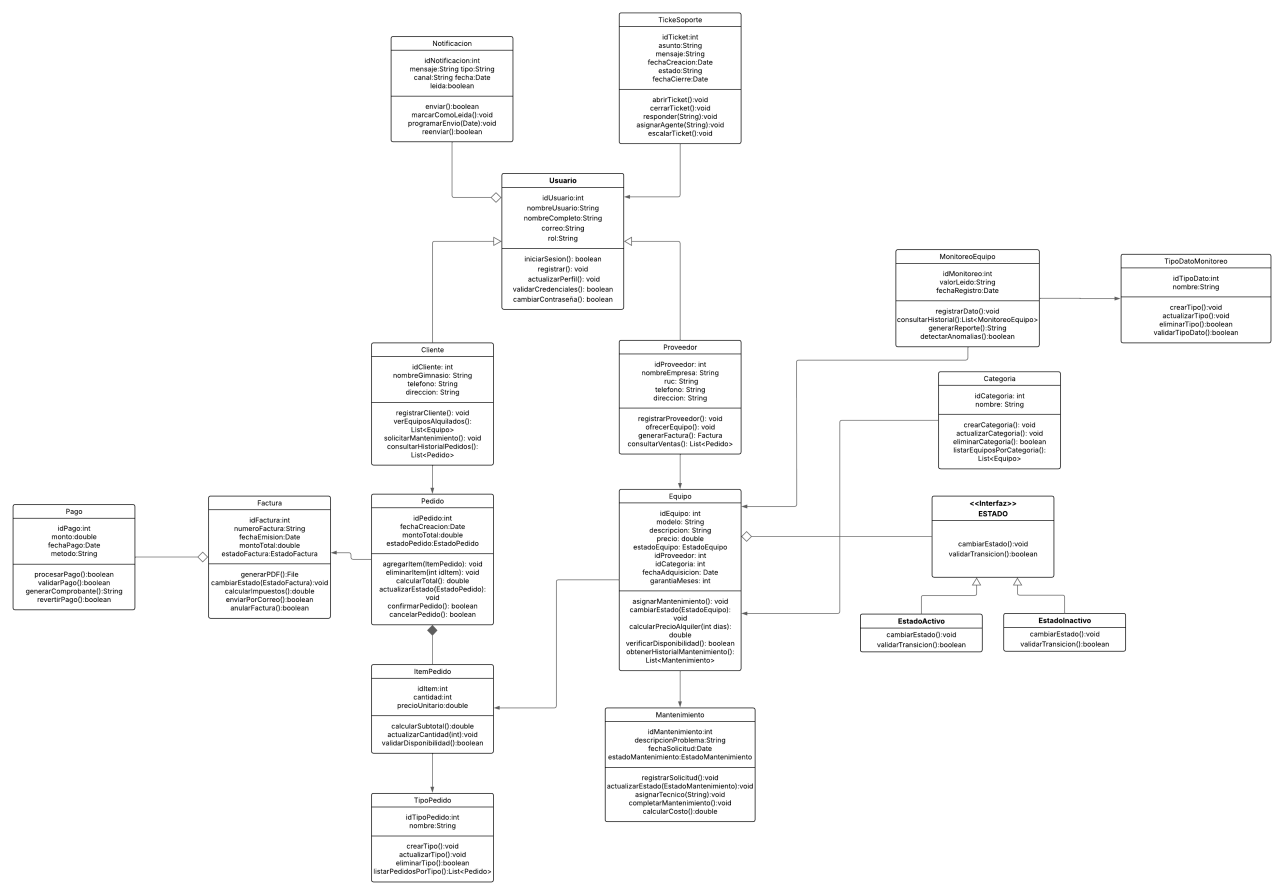 TickeSoporte
idTicket:int
asunto:String
mensaje:String
fechaCreacion:Date
estado:String
fechaCierre:Date
abrirTicket():void
cerrarTicket():void
responder(String):void
asignarAgente(String):void
escalarTicket():void
Notificacion
idNotificacion:int
mensaje:String tipo:String
canal:String fecha:Date
leida:boolean
enviar():boolean
marcarComoLeida():void
programarEnvio(Date):void
reenviar():boolean
Usuario
idUsuario:int
nombreUsuario:String
nombreCompleto:String
correo:String
rol:String
iniciarSesion(): boolean
registrar(): void
actualizarPerfil(): void
validarCredenciales(): boolean
cambiarContraseña(): boolean
MonitoreoEquipo
idMonitoreo:int
valorLeido:String
fechaRegistro:Date
registrarDato():void
consultarHistorial():List<MonitoreoEquipo>
generarReporte():String
detectarAnomalias():boolean
TipoDatoMonitoreo
idTipoDato:int
nombre:String
crearTipo():void
actualizarTipo():void
eliminarTipo():boolean
validarTipoDato():boolean
Cliente
idCliente: int
nombreGimnasio: String
telefono: String
direccion: String
registrarCliente(): void
verEquiposAlquilados():
List<Equipo>
solicitarMantenimiento(): void
consultarHistorialPedidos():
List<Pedido>
Proveedor
idProveedor: int
nombreEmpresa: String
ruc: String
telefono: String
direccion: String
registrarProveedor(): void
ofrecerEquipo(): void
generarFactura(): Factura
consultarVentas(): List<Pedido>
Categoria
idCategoria: int
nombre: String
crearCategoria(): void
actualizarCategoria(): void
eliminarCategoria(): boolean
listarEquiposPorCategoria():
List<Equipo>
Pago
idPago:int
monto:double
fechaPago:Date
metodo:String
procesarPago():boolean
validarPago():boolean
generarComprobante():String
revertirPago():boolean
Factura
idFactura:int
numeroFactura:String
fechaEmision:Date
montoTotal:double
estadoFactura:EstadoFactura
generarPDF():File
cambiarEstado(EstadoFactura):void
calcularImpuestos():double
enviarPorCorreo():boolean
anularFactura():boolean
Pedido
idPedido:int
fechaCreacion:Date
montoTotal:double
estadoPedido:EstadoPedido
agregarItem(ItemPedido): void
eliminarItem(int idItem): void
calcularTotal(): double
actualizarEstado(EstadoPedido):
void
confirmarPedido(): boolean
cancelarPedido(): boolean
Equipo
idEquipo: int
modelo: String
descripcion: String
precio: double
estadoEquipo: EstadoEquipo
idProveedor: int
idCategoria: int
fechaAdquisicion: Date
garantiaMeses: int
asignarMantenimiento(): void
cambiarEstado(EstadoEquipo):
void
calcularPrecioAlquiler(int dias):
double
verificarDisponibilidad(): boolean
obtenerHistorialMantenimiento():
List<Mantenimiento>
<<Interfaz>>
ESTADO
cambiarEstado():void
validarTransicion():boolean
EstadoActivo
cambiarEstado():void
validarTransicion():boolean
EstadoInactivo
cambiarEstado():void
validarTransicion():boolean
ItemPedido
idItem:int
cantidad:int
precioUnitario:double
calcularSubtotal():double
actualizarCantidad(int):void
validarDisponibilidad():boolean
Mantenimiento
idMantenimiento:int
descripcionProblema:String
fechaSolicitud:Date
estadoMantenimiento:EstadoMantenimiento
registrarSolicitud():void
actualizarEstado(EstadoMantenimiento):void
asignarTecnico(String):void
completarMantenimiento():void
calcularCosto():double
TipoPedido
idTipoPedido:int
nombre:String
crearTipo():void
actualizarTipo():void
eliminarTipo():boolean
listarPedidosPorTipo():List<Pedido>